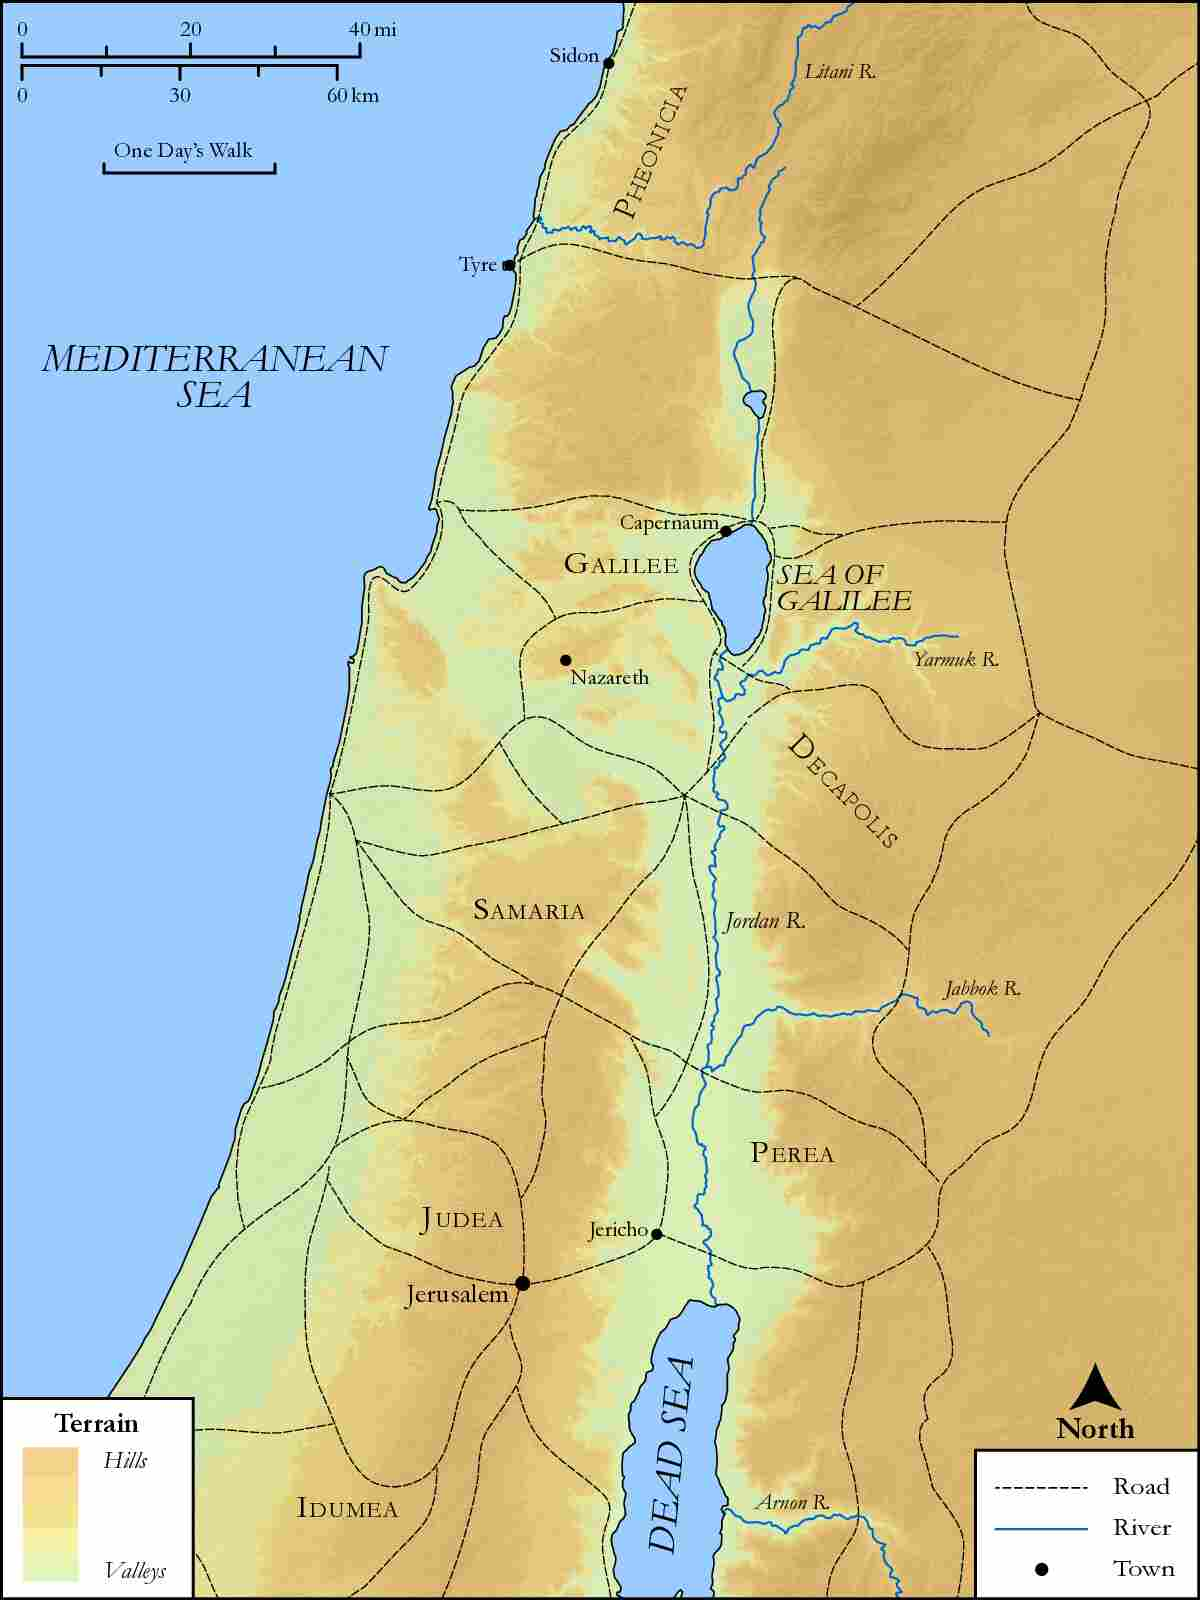 0 20 40 mi
0 30 60 km
One Day's Walk
Sidon
Litani R.
PHEONICIA
Tyre
MEDITERRANEAN
SEA
Capernaum
GALILEE
SEA OF
GALILEE
Yarmuk R.
Nazareth
DECAPOLIS
SAMARIA
Jordan R.
Jabbok R.
PEREA
JUDEA
Jericho
Jerusalem
DEAD SEA
North
Terrain
Hills
Valleys
IDUMEA
Arnon R.
Road
River
Town